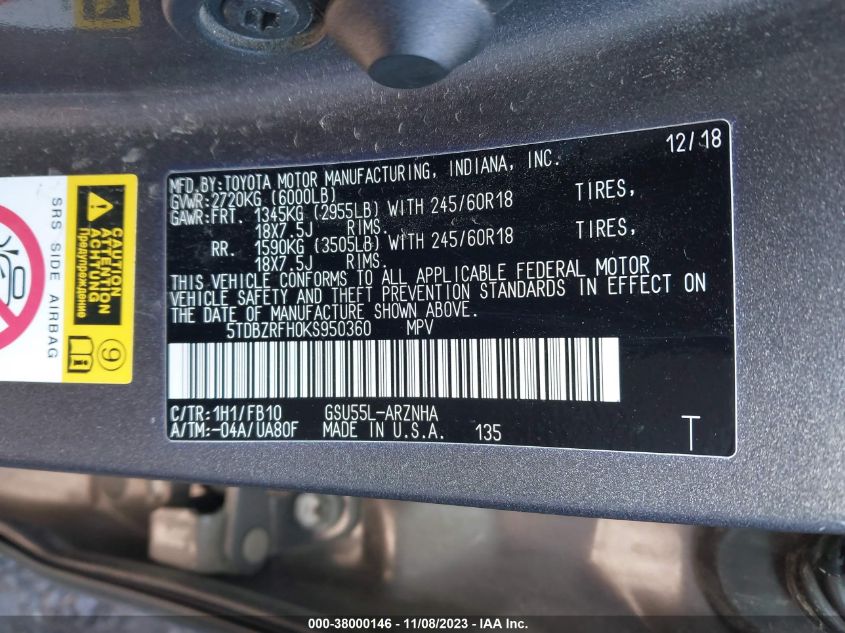 12/18
MFD.BY:TOYOTA MOTOR MANUFACTURING, INDIANA, INC.
GVWR:2720KG (6000LB)
GAWR:FRT. 1345KG (2955LB) WITH 245/60R18 TIRES,
18X7.5J RIMS.
RR. 1590KG (3505LB) WITH 245/60R18 TIRES,
18X7.5J RIMS.
THIS VEHICLE CONFORMS TO ALL APPLICABLE FEDERAL MOTOR
VEHICLE SAFETY AND THEFT PREVENTION STANDARDS IN EFFECT ON
THE DATE OF MANUFACTURE SHOWN ABOVE.
5TDBZRFH0KS950360 MPV
C/TR:1H1/FB10 GSU55L-ARZNHA
A/TM:-04A/UA80F MADE IN U.S.A. 135
T
SRS SIDE AIRBAG
CAUTION
ATTENTION
ACHTUNG
Предупреждение
9
000-38000146 - 11/08/2023 - IAA Inc.